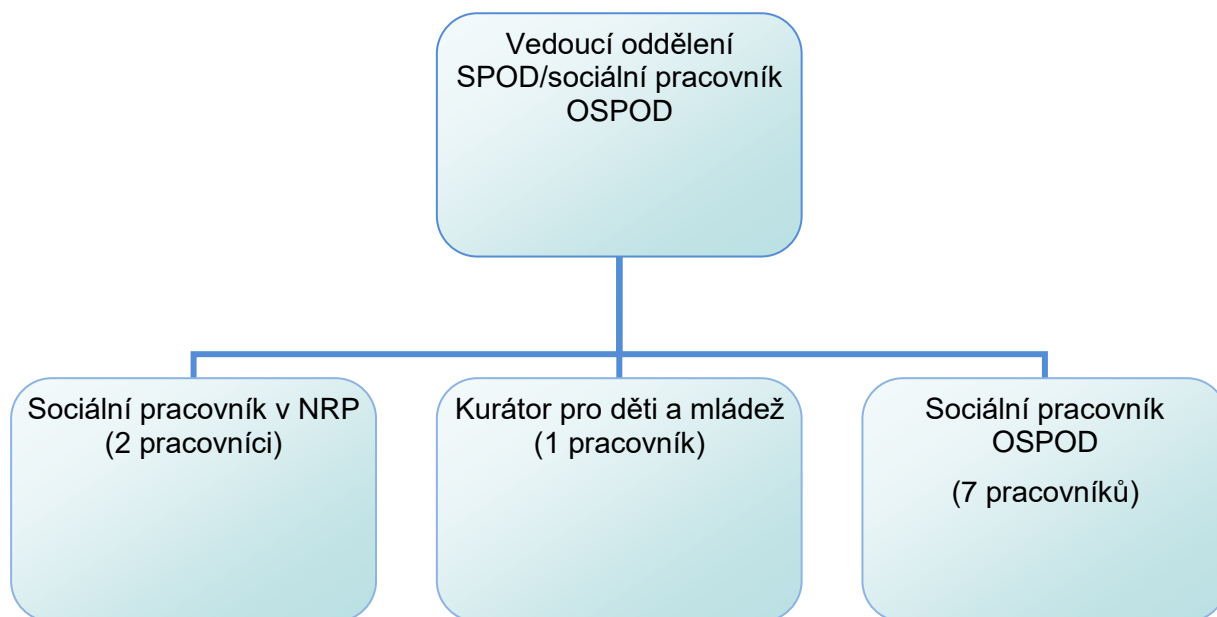 Vedoucí oddělení
SPOD/sociální pracovník
OSPOD
Sociální pracovník v NRP
(2 pracovníci)
Kurátor pro děti a mládež
(1 pracovník)
Sociální pracovník
OSPOD
(7 pracovníků)